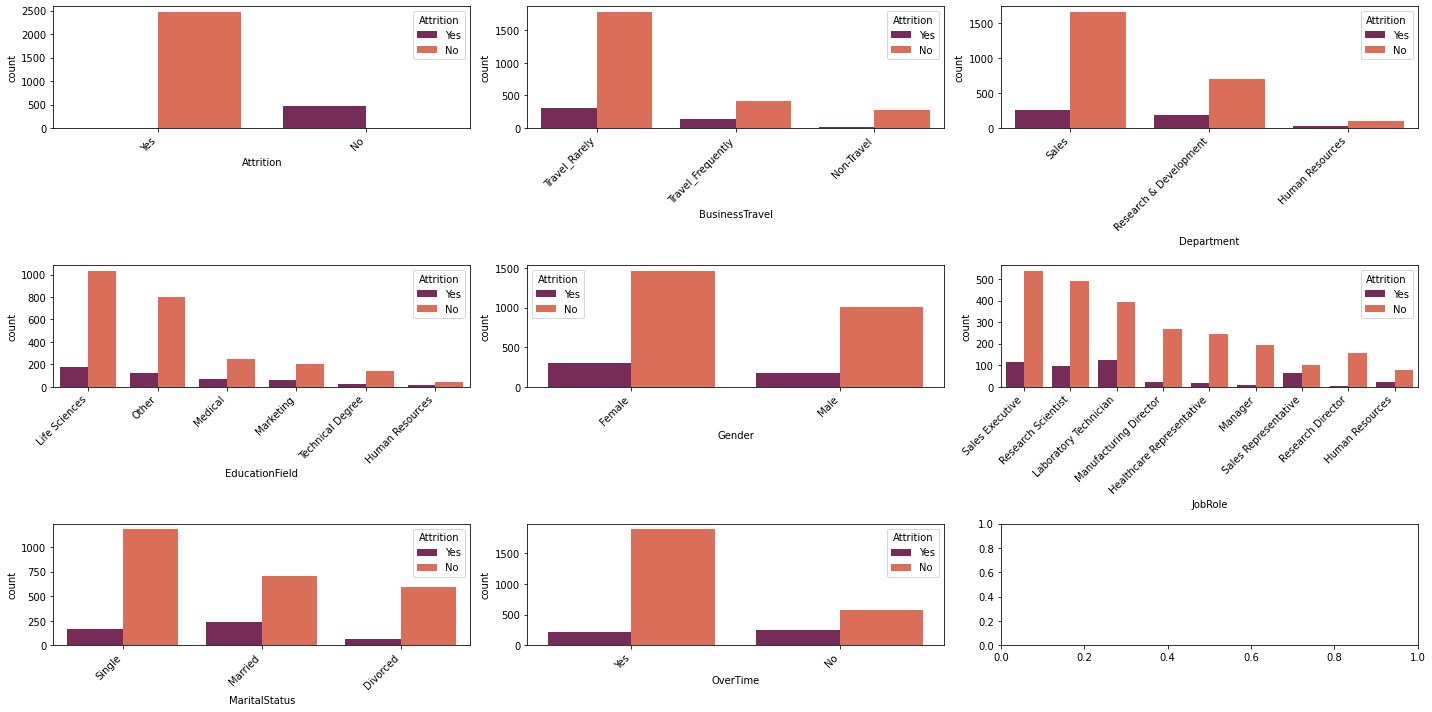 2500
2000
1500
1000
500
0
count
Attrition
Yes
No
Yes
No
Attrition
1500
1000
500
0
count
Attrition
Yes
No
Travel_Rarely
Travel_Frequently
Non-Travel
BusinessTravel
1500
1000
500
0
count
Attrition
Yes
No
Sales
Research & Development
Human Resources
Department
1000
800
600
400
200
0
count
Attrition
Yes
No
Life Sciences
Other
Medical
Marketing
Technical Degree
Human Resources
EducationField
1500
1000
500
0
count
Attrition
Yes
No
Female
Male
Gender
500
400
300
200
100
0
count
Attrition
Yes
No
Sales Executive
Research Scientist
Laboratory Technician
Manufacturing Director
Healthcare Representative
Manager
Sales Representative
Research Director
Human Resources
JobRole
1000
750
500
250
0
count
Attrition
Yes
No
Single
Married
Divorced
MaritalStatus
1500
1000
500
0
count
Attrition
Yes
No
Yes
No
OverTime
1.0
0.8
0.6
0.4
0.2
0.0
0.0 0.2 0.4 0.6 0.8 1.0